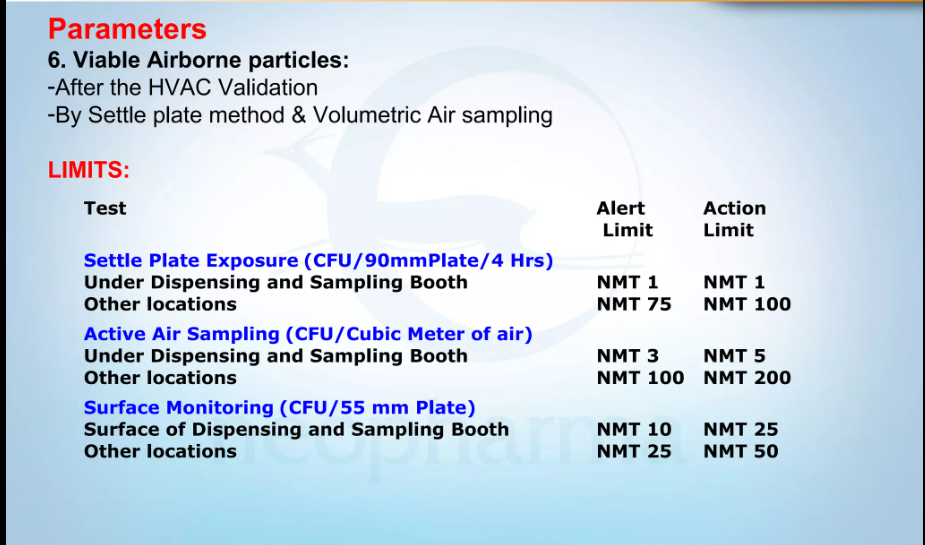 Parameters
6. Viable Airborne particles:
-After the HVAC Validation
-By Settle plate method & Volumetric Air sampling
LIMITS:
Test Alert Limit Action Limit
Settle Plate Exposure (CFU/90mmPlate/4 Hrs)
Under Dispensing and Sampling Booth NMT 1 NMT 1
Other locations NMT 75 NMT 100
Active Air Sampling (CFU/Cubic Meter of air)
Under Dispensing and Sampling Booth NMT 3 NMT 5
Other locations NMT 100 NMT 200
Surface Monitoring (CFU/55 mm Plate)
Surface of Dispensing and Sampling Booth NMT 10 NMT 25
Other locations NMT 25 NMT 50
neopharma